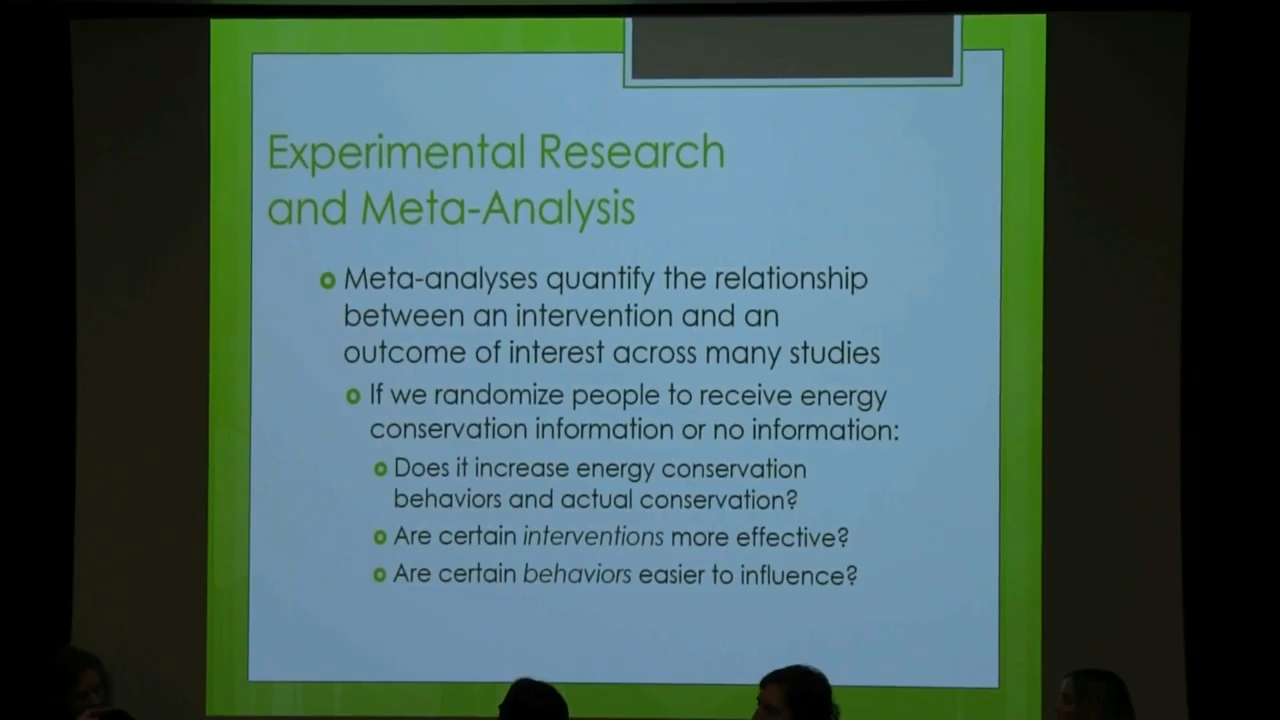 Experimental Research
and Meta-Analysis
Meta-analyses quantify the relationship
between an intervention and an
outcome of interest across many studies
If we randomize people to receive energy
conservation information or no information:
Does it increase energy conservation
behaviors and actual conservation?
Are certain interventions more effective?
Are certain behaviors easier to influence?